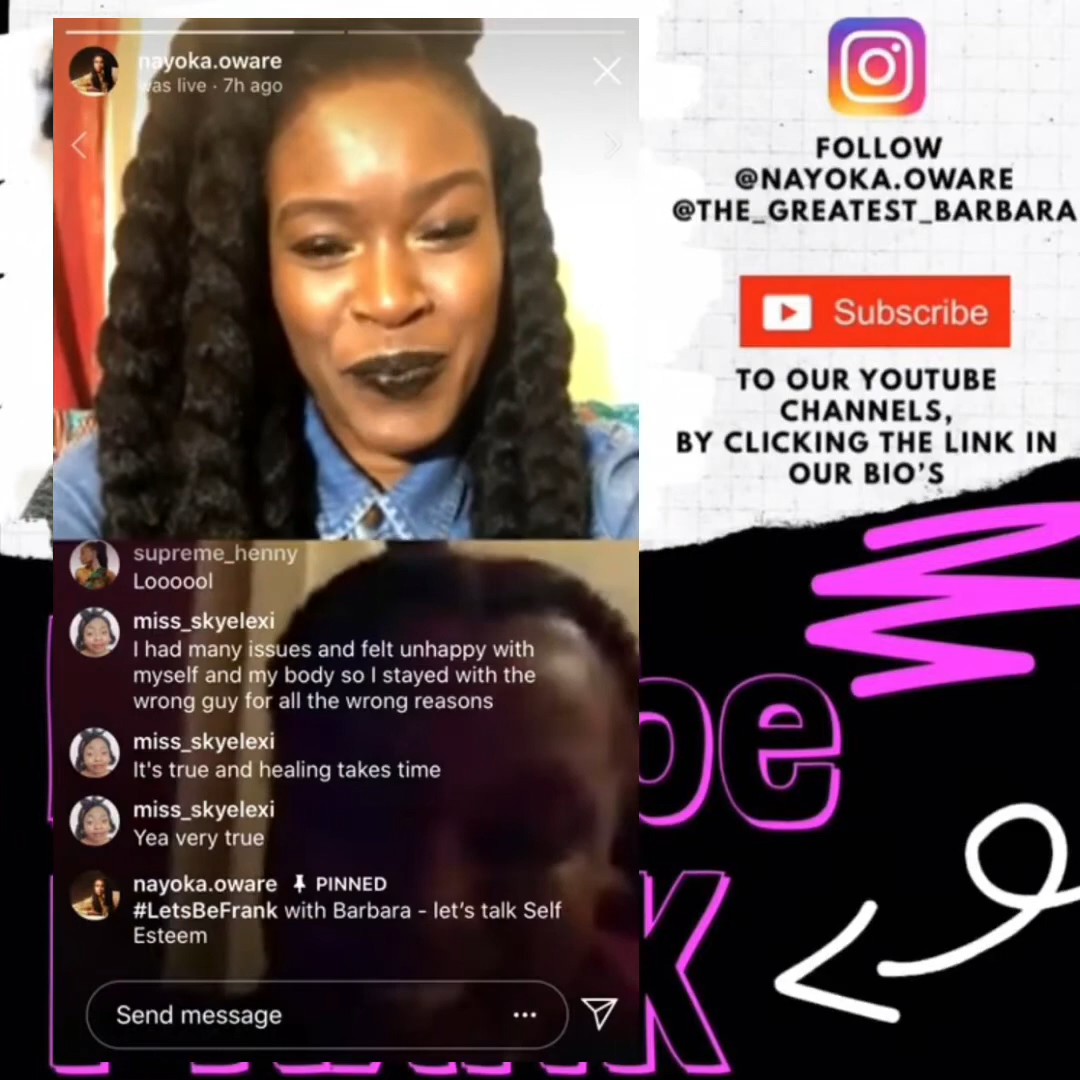 nayoka.oware
was live · 7h ago
supreme_henny
Loooool
miss_skyelexi
I had many issues and felt unhappy with
myself and my body so I stayed with the
wrong guy for all the wrong reasons
miss_skyelexi
It's true and healing takes time
miss_skyelexi
Yea very true
nayoka.oware PINNED
#LetsBeFrank with Barbara - let's talk Self
Esteem
Send message
FOLLOW
@NAYOKA.OWARE
@THE_GREATEST_BARBARA
Subscribe
TO OUR YOUTUBE
CHANNELS,
BY CLICKING THE LINK IN
OUR BIO'S
be